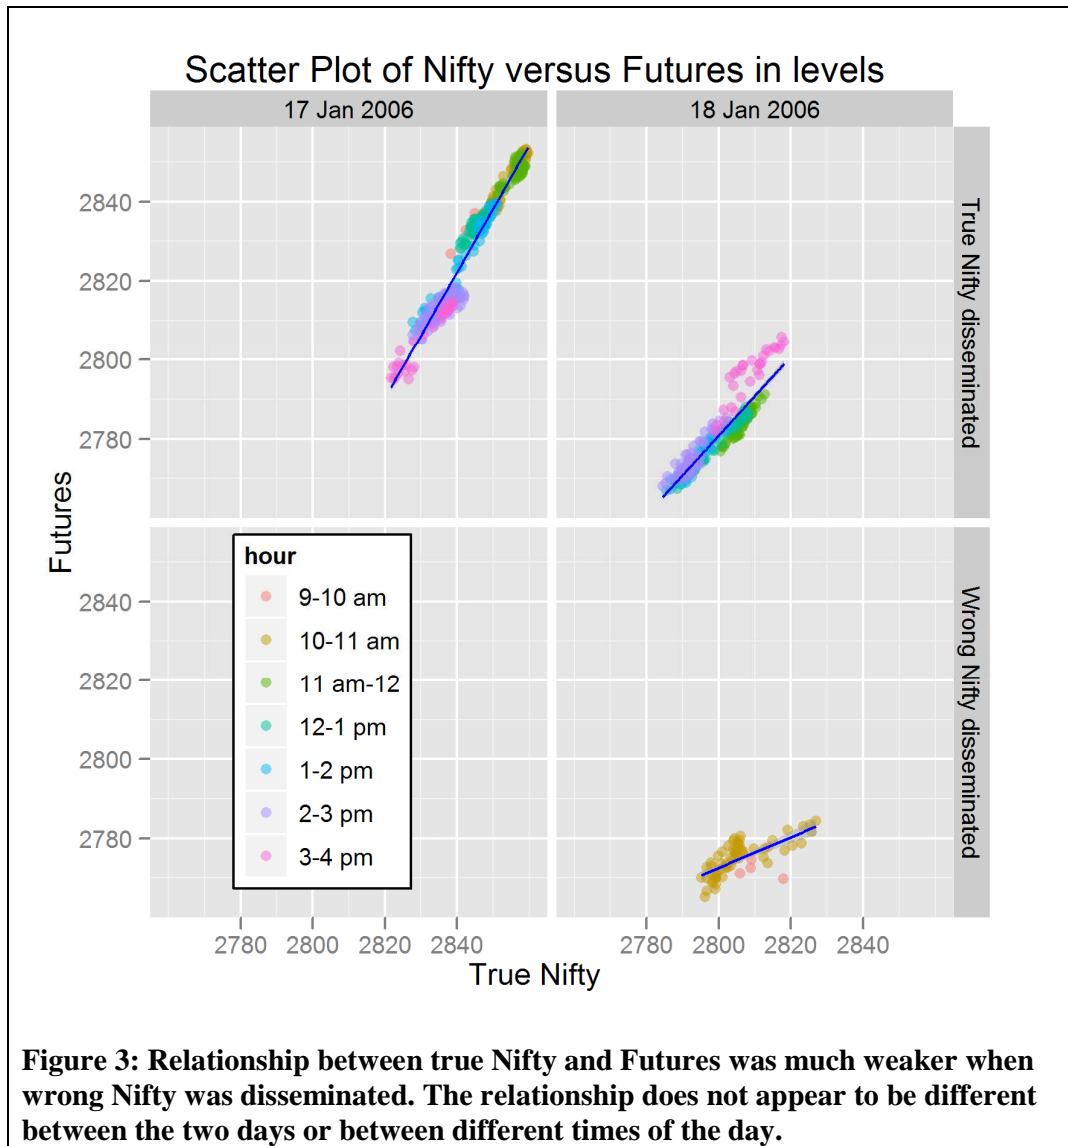 Scatter Plot of Nifty versus Futures in levels
17 Jan 2006
18 Jan 2006
2840
2820
2800
2780
True Nifty disseminated
Futures
2840
2820
2800
2780
Wrong Nifty disseminated
hour
9-10 am
10-11 am
11 am-12
12-1 pm
1-2 pm
2-3 pm
3-4 pm
2780 2800 2820 2840
2780 2800 2820 2840
True Nifty
Figure 3: Relationship between true Nifty and Futures was much weaker when
wrong Nifty was disseminated. The relationship does not appear to be different
between the two days or between different times of the day.